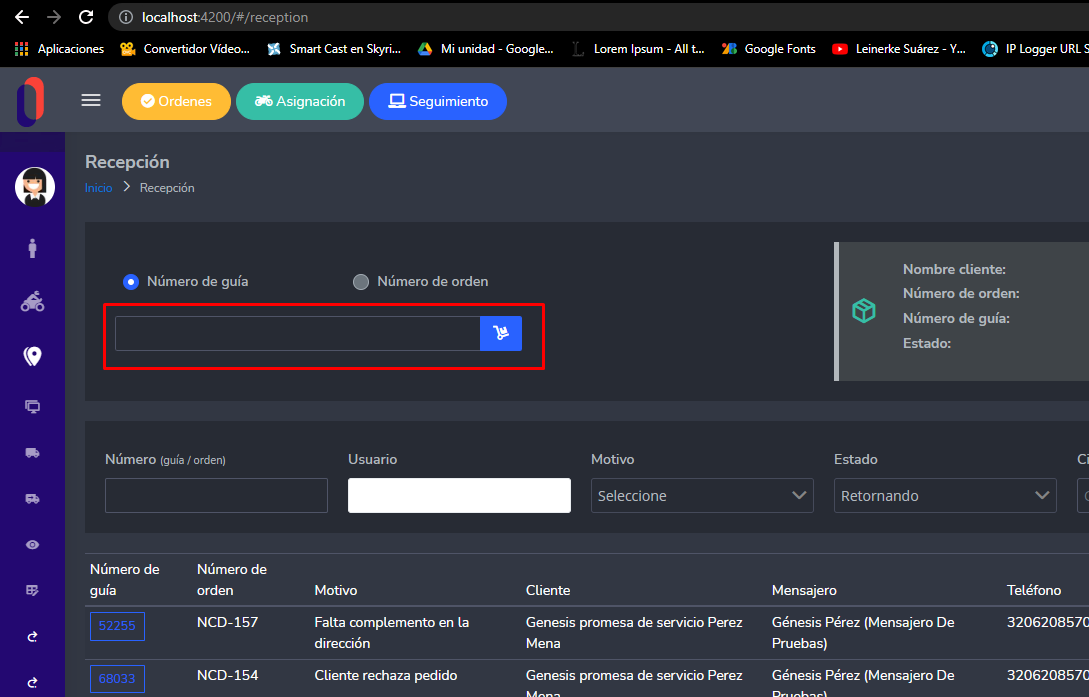 localhost:4200/#/reception
Aplicaciones Convertidor Vídeo... Smart Cast en Skyri... Mi unidad - Google... Lorem Ipsum - All t... Google Fonts Leinerke Suárez - Y... IP Logger URL S
Ordenes Asignación Seguimiento
Recepción
Inicio > Recepción
Número de guía Número de orden
Nombre cliente:
Número de orden:
Número de guía:
Estado:
Número (guía / orden) Usuario Motivo Estado Ci
Seleccione Retornando
Número de Número de
guía orden Motivo Cliente Mensajero Teléfono
52255 NCD-157 Falta complemento en la Genesis promesa de servicio Perez Génesis Pérez (Mensajero De 3206208570
dirección Mena Pruebas)
68033 NCD-154 Cliente rechaza pedido Genesis promesa de servicio Perez Génesis Pérez (Mensajero De 3206208570
Mena Pruebas)